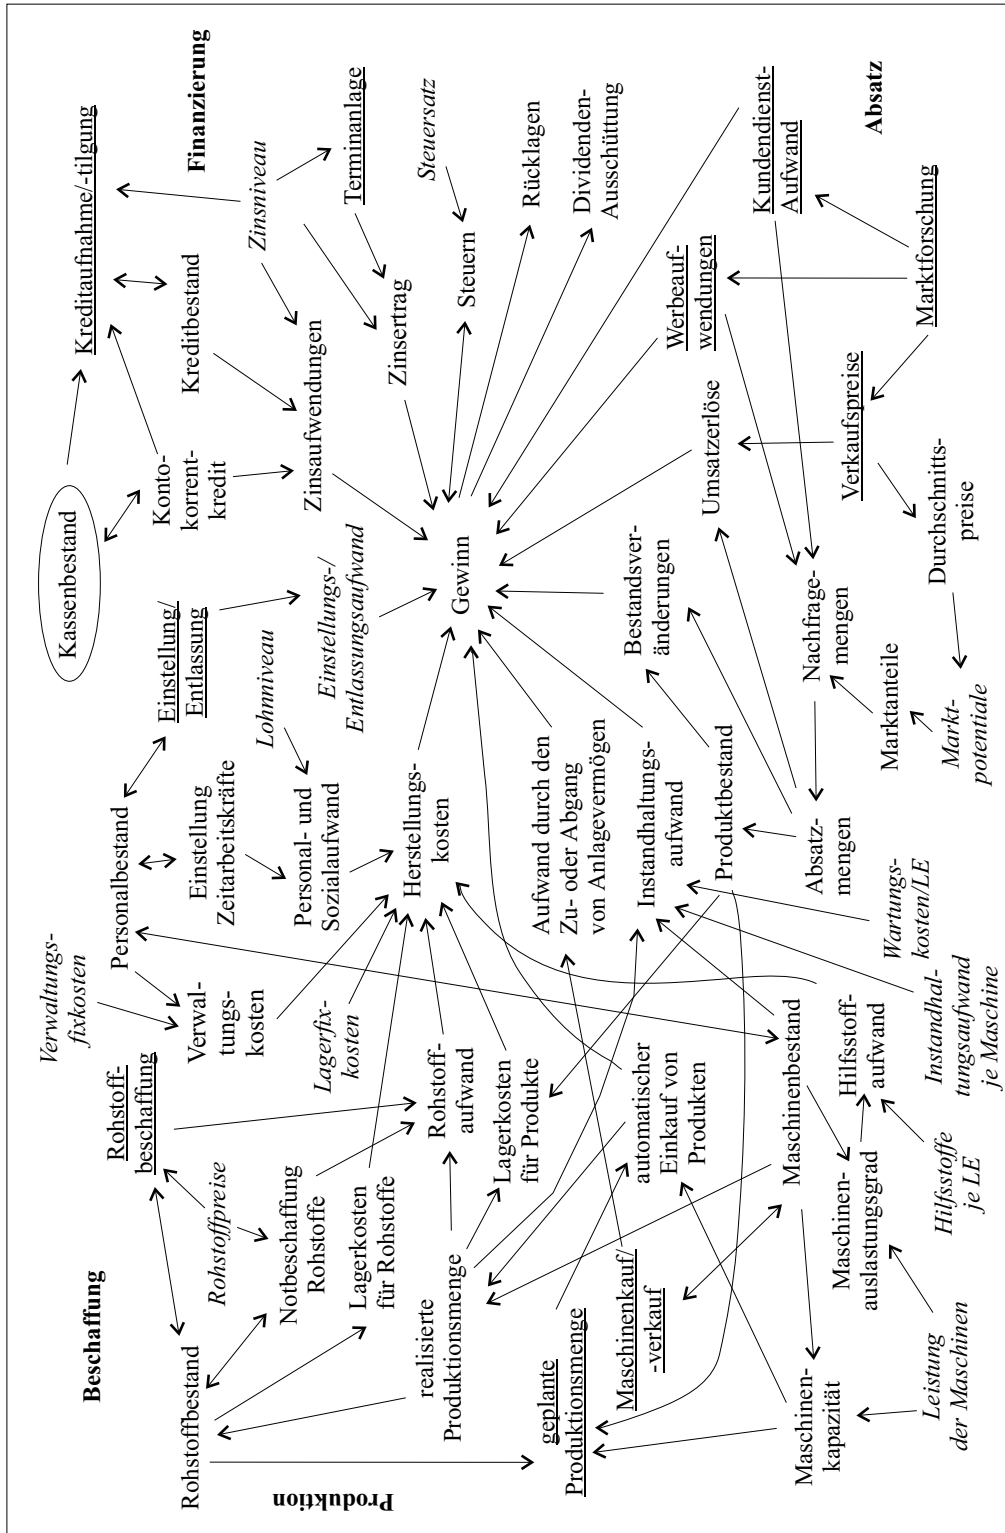 Beschaffung
Finanzierung
Produktion
Absatz
Kassenbestand
Kreditaufnahme/-tilgung
Konto-
korrent-
kredit
Kreditbestand
Zinsniveau
Terminanlage
Zinsaufwendungen
Zinsertrag
Steuersatz
Steuern
Rücklagen
Dividenden-
Ausschüttung
Verwaltungs-
fixkosten
Personalbestand
Einstellung/
Entlassung
Einstellung
Zeitarbeitskräfte
Lohnniveau
Einstellungs-/
Entlassungsaufwand
Verwal-
tungs-
kosten
Personal- und
Sozialaufwand
Gewinn
Rohstoff-
beschaffung
Rohstoffbestand
Rohstoffpreise
Notbeschaffung
Rohstoffe
Lagerkosten
für Rohstoffe
Lagerfix-
kosten
Herstellungs-
kosten
Rohstoff-
aufwand
Lagerkosten
für Produkte
realisierte
Produktionsmenge
geplante
Produktionsmenge
Maschinenkauf/
-verkauf
automatischer
Einkauf von
Produkten
Aufwand durch den
Zu- oder Abgang
von Anlagevermögen
Instandhaltungs-
aufwand
Produktbestand
Bestandsver-
änderungen
Umsatzerlöse
Werbeauf-
wendungen
Kundendienst-
Aufwand
Marktforschung
Verkaufspreise
Durchschnitts-
preise
Nachfrage-
mengen
Marktanteile
Markt-
potentiale
Absatz-
mengen
Wartungs-
kosten/LE
Instandhal-
tungsaufwand
je Maschine
Maschinenbestand
Hilfsstoff-
aufwand
Maschinen-
auslastungsgrad
Hilfsstoffe
je LE
Maschinen-
kapazität
Leistung
der Maschinen